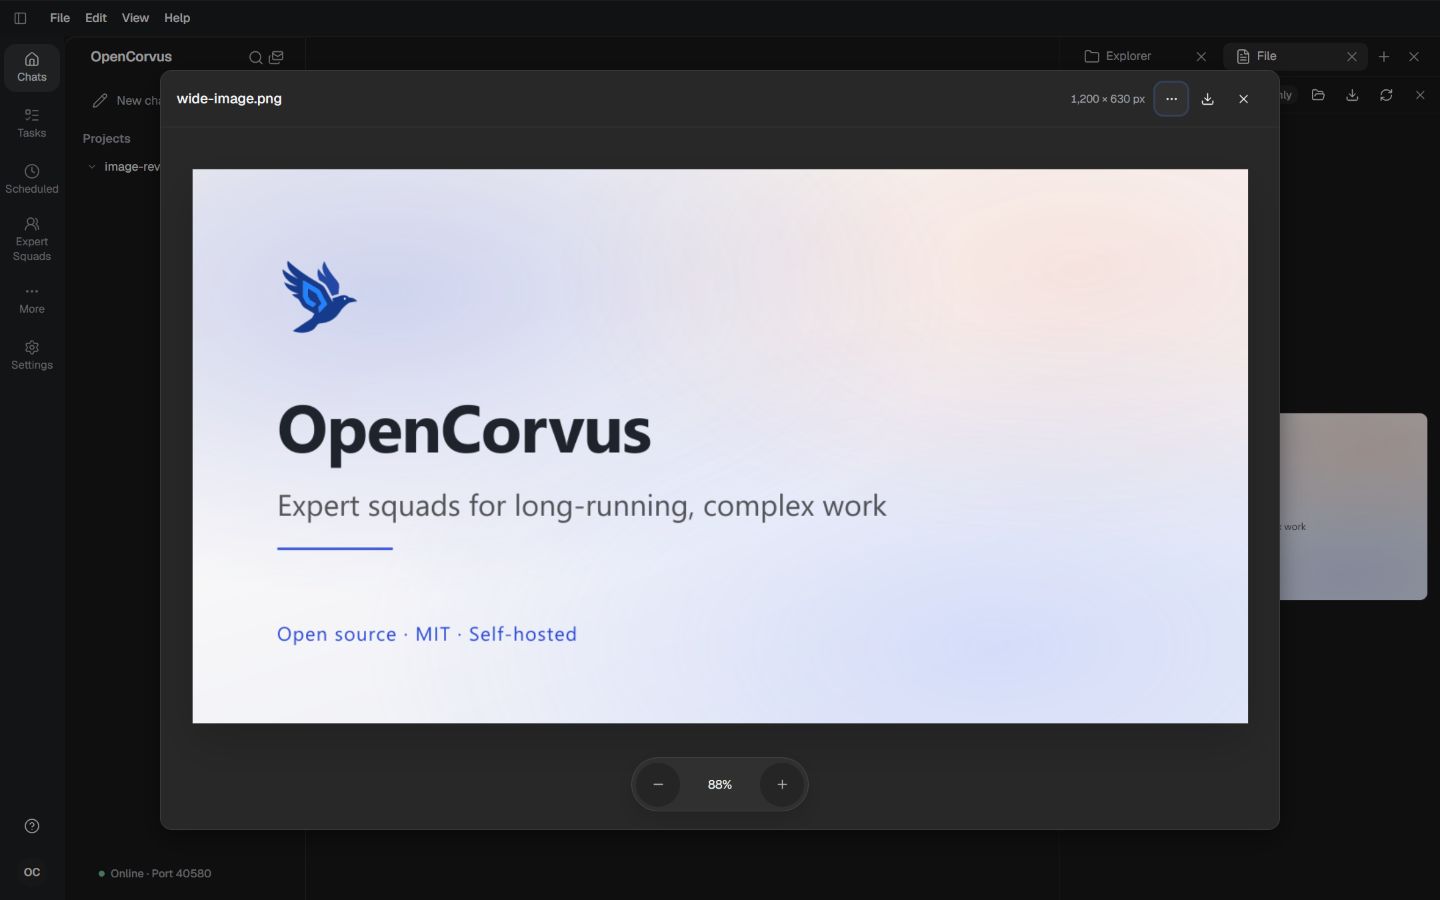 File Edit View Help
OpenCorvus
Explorer
File
Chats
Tasks
Scheduled
Expert
Squads
More
Settings
OC
New cha
Projects
image-rev
wide-image.png
1,200 × 630 px
OpenCorvus
Expert squads for long-running, complex work
Open source · MIT · Self-hosted
88%
work
Online · Port 40580